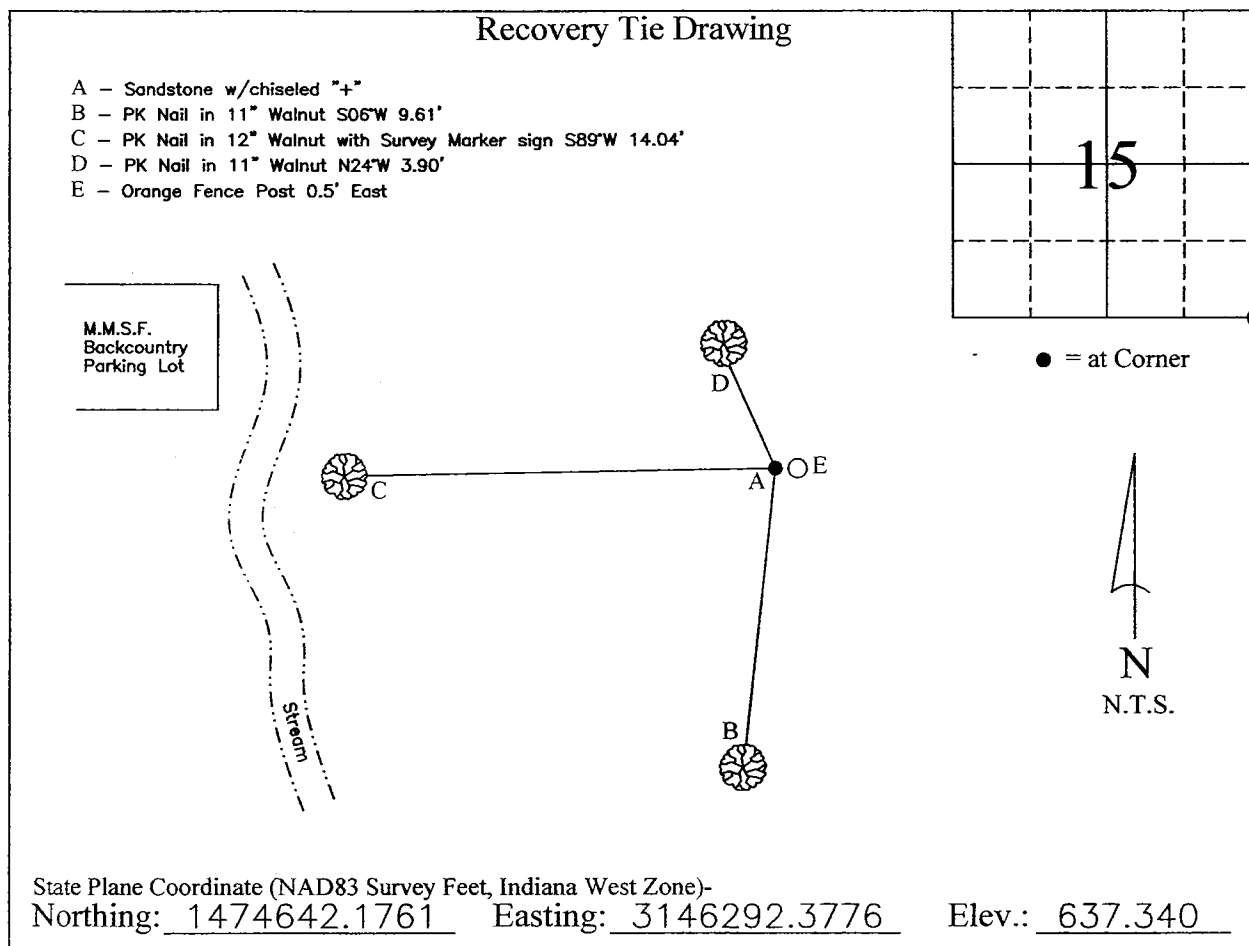 Recovery Tie Drawing
A – Sandstone w/chiseled "+"
B – PK Nail in 11" Walnut S06°W 9.61'
C – PK Nail in 12" Walnut with Survey Marker sign S89°W 14.04'
D – PK Nail in 11" Walnut N24°W 3.90'
E – Orange Fence Post 0.5' East
15
● = at Corner
M.M.S.F.
Backcountry
Parking Lot
D
C
A
E
B
Stream
N
N.T.S.
State Plane Coordinate (NAD83 Survey Feet, Indiana West Zone)-
Northing: 1474642.1761 Easting: 3146292.3776 Elev.: 637.340